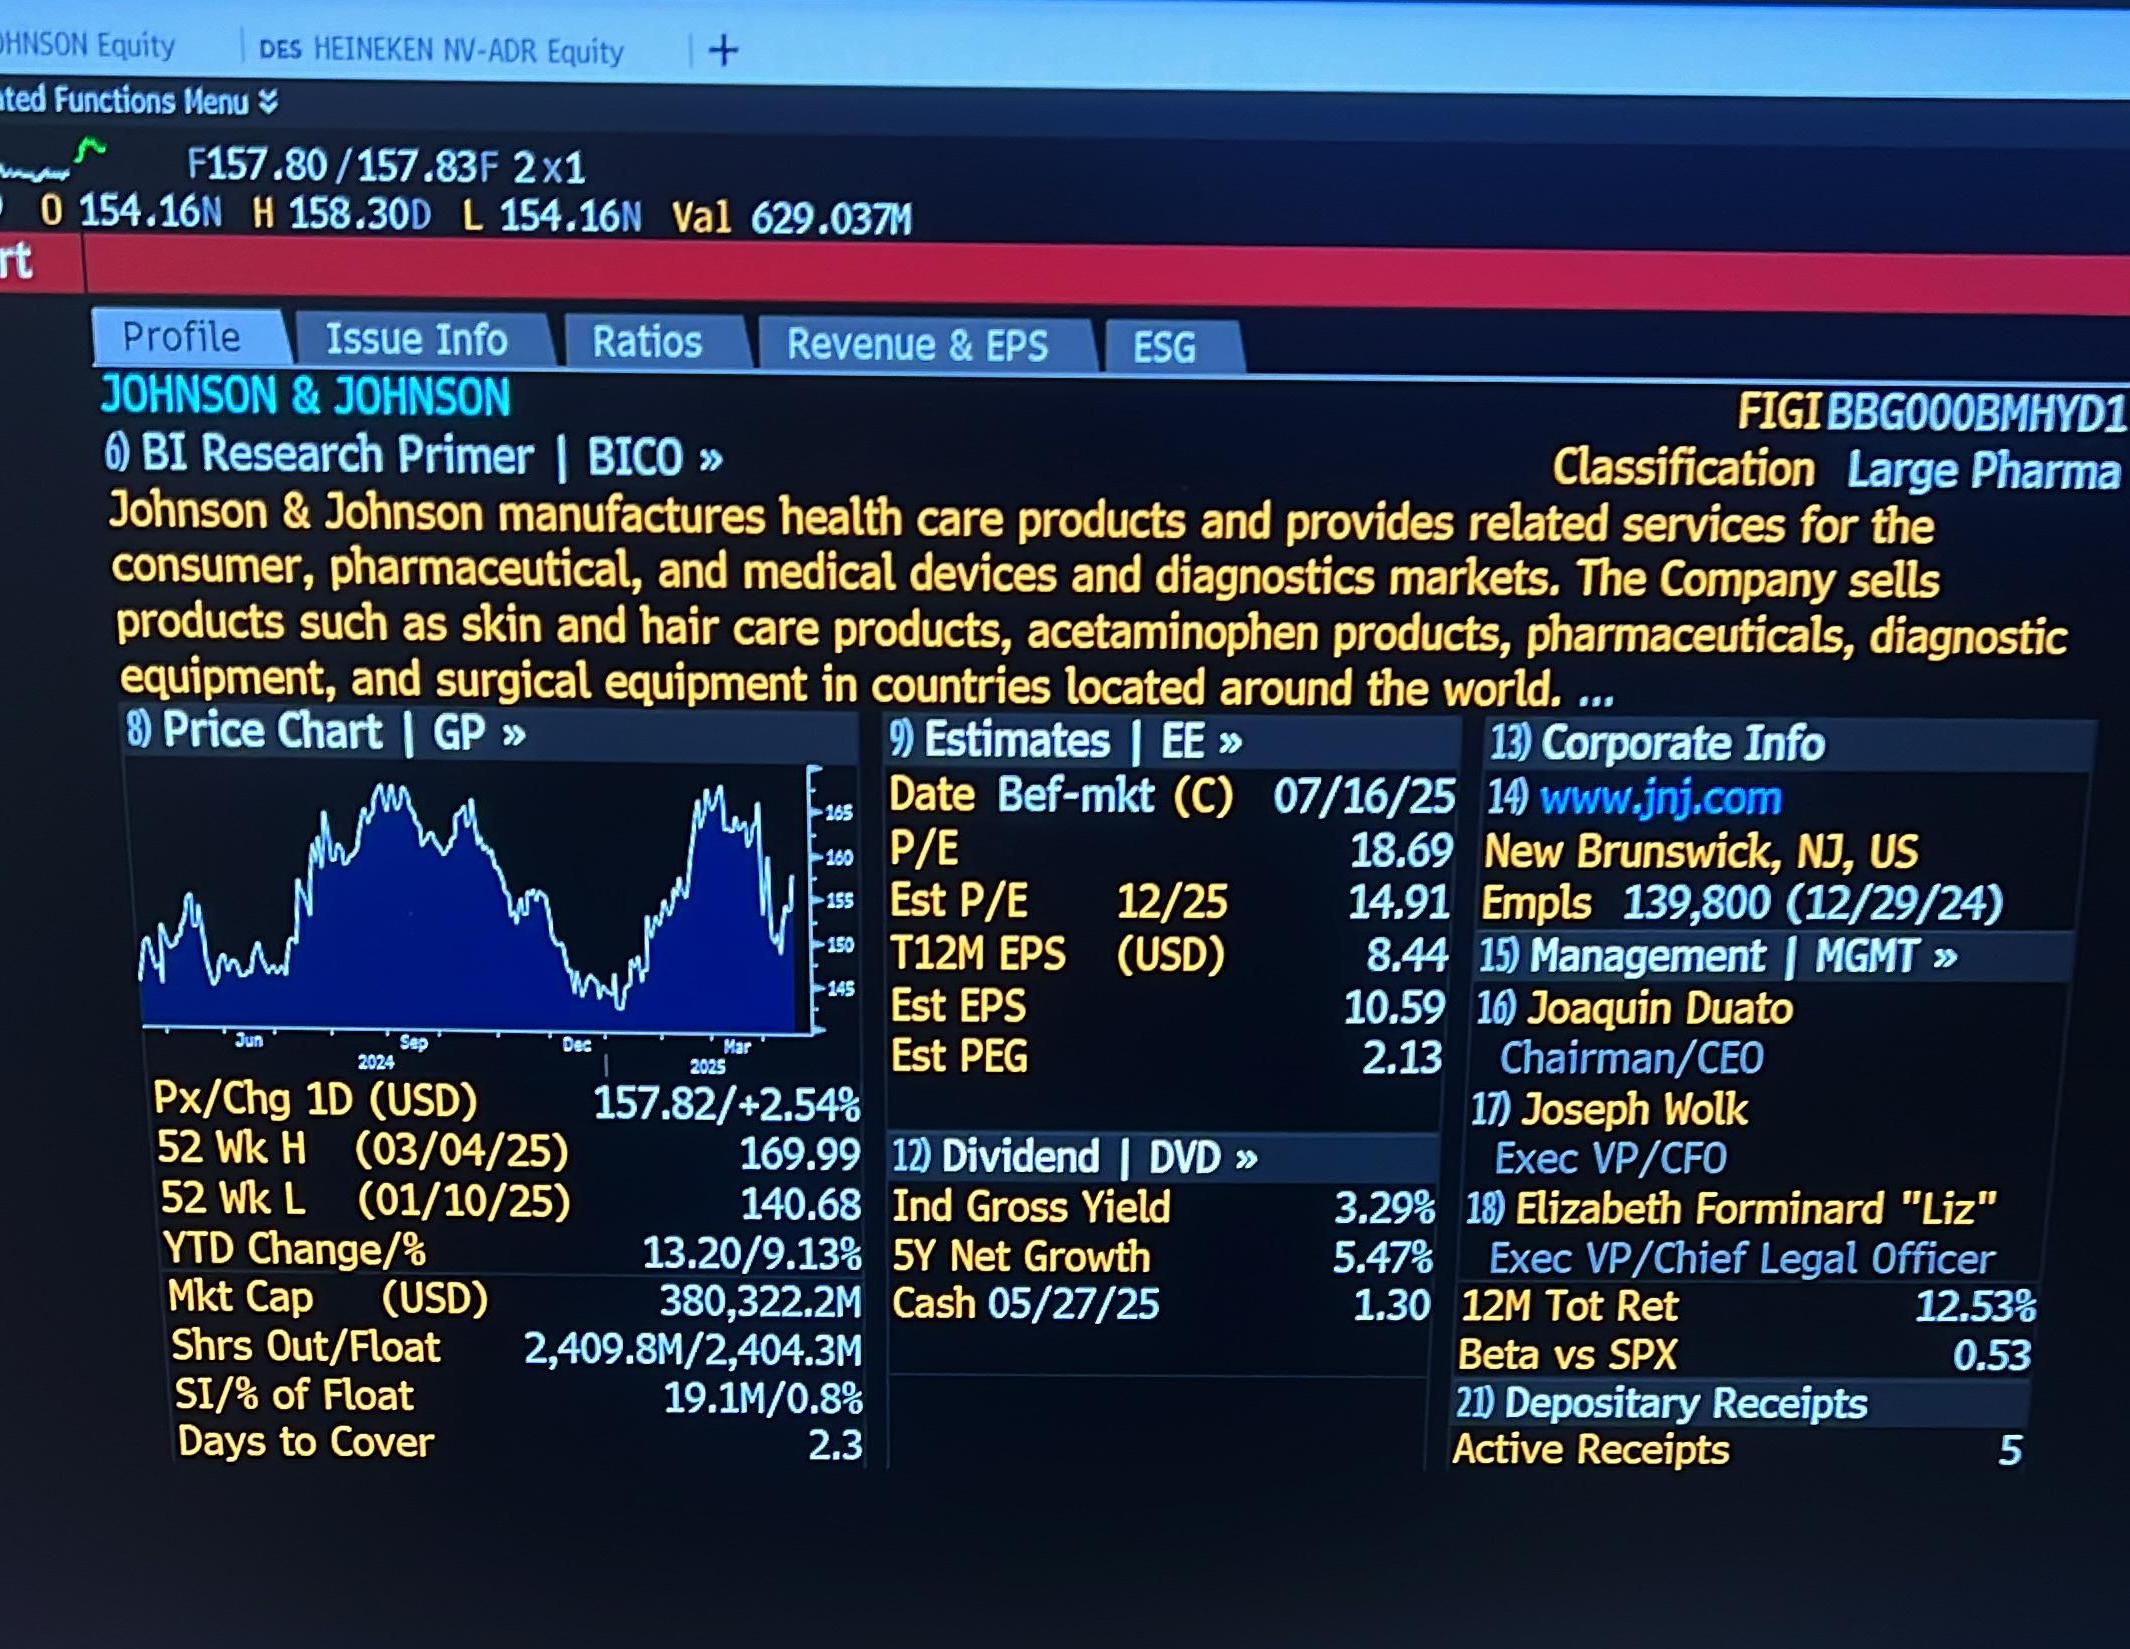 OHNSON Equity DES HEINEKEN NV-ADR Equity +
ted Functions Menu
F157.80/157.83F 2x1
O 154.16N H 158.30D L 154.16N Val 629.037M
rt
Profile Issue Info Ratios Revenue & EPS ESG
JOHNSON & JOHNSON FIGI BBG000BMHYD1
6) BI Research Primer | BICO » Classification Large Pharma
Johnson & Johnson manufactures health care products and provides related services for the
consumer, pharmaceutical, and medical devices and diagnostics markets. The Company sells
products such as skin and hair care products, acetaminophen products, pharmaceuticals, diagnostic
equipment, and surgical equipment in countries located around the world. ...
8) Price Chart | GP »
165
160
155
150
145
Jun Sep Dec Mar
2024 2025
Px/Chg 1D (USD) 157.82/+2.54%
52 Wk H (03/04/25) 169.99
52 Wk L (01/10/25) 140.68
YTD Change/% 13.20/9.13%
Mkt Cap (USD) 380,322.2M
Shrs Out/Float 2,409.8M/2,404.3M
SI/% of Float 19.1M/0.8%
Days to Cover 2.3
9) Estimates | EE »
Date Bef-mkt (C) 07/16/25
P/E 18.69
Est P/E 12/25 14.91
T12M EPS (USD) 8.44
Est EPS 10.59
Est PEG 2.13
12) Dividend | DVD »
Ind Gross Yield 3.29%
5Y Net Growth 5.47%
Cash 05/27/25 1.30
13) Corporate Info
14) www.jnj.com
New Brunswick, NJ, US
Empls 139,800 (12/29/24)
15) Management | MGMT »
16) Joaquin Duato
Chairman/CEO
17) Joseph Wolk
Exec VP/CFO
18) Elizabeth Forminard "Liz"
Exec VP/Chief Legal Officer
12M Tot Ret 12.53%
Beta vs SPX 0.53
21) Depositary Receipts
Active Receipts 5